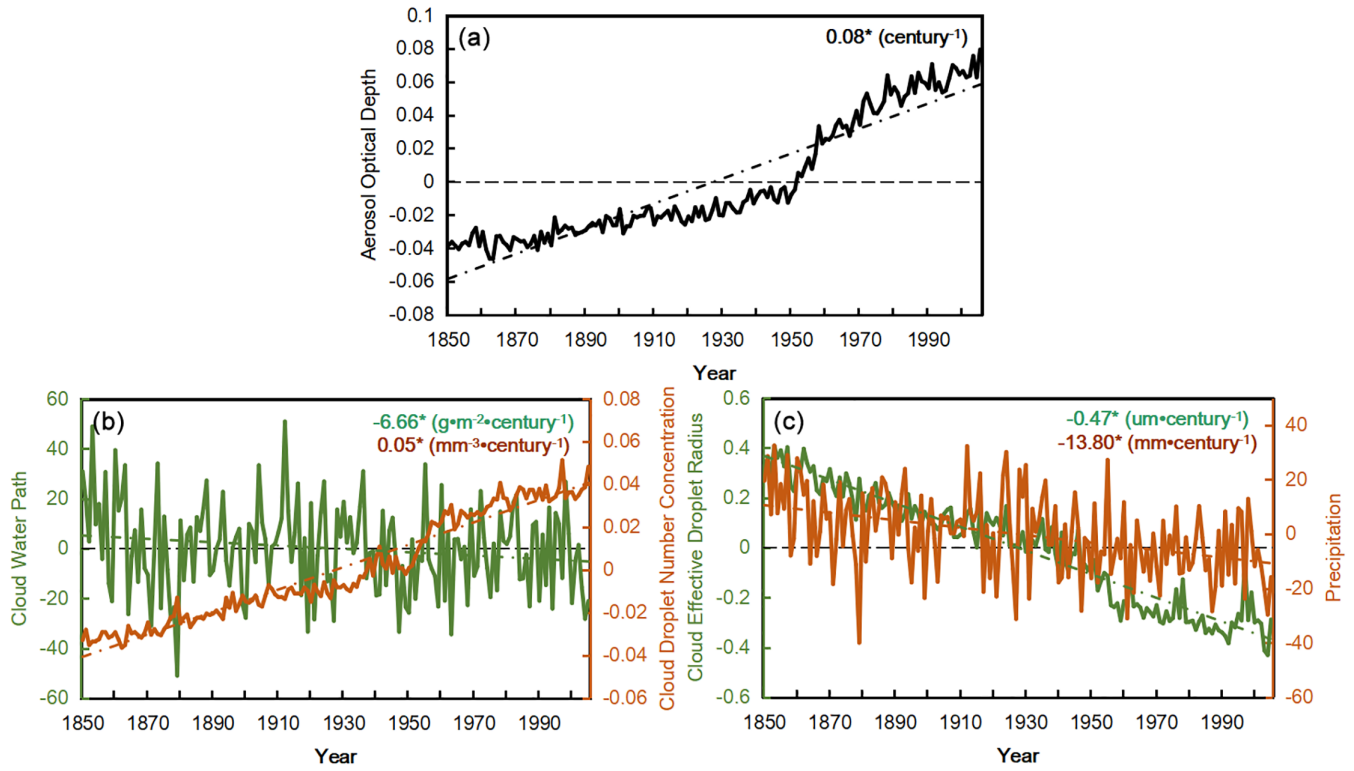 (a)
0.08* (century⁻¹)
Aerosol Optical Depth
0.1
0.08
0.06
0.04
0.02
0
-0.02
-0.04
-0.06
-0.08
1850 1870 1890 1910 1930 1950 1970 1990
Year
(b)
-6.66* (g•m⁻²•century⁻¹)
0.05* (mm⁻³•century⁻¹)
Cloud Water Path
60
40
20
0
-20
-40
-60
Cloud Droplet Number Concentration
0.08
0.06
0.04
0.02
0
-0.02
-0.04
-0.06
1850 1870 1890 1910 1930 1950 1970 1990
Year
(c)
-0.47* (um•century⁻¹)
-13.80* (mm•century⁻¹)
Cloud Effective Droplet Radius
0.6
0.4
0.2
0
-0.2
-0.4
-0.6
Precipitation
40
20
0
-20
-40
-60
1850 1870 1890 1910 1930 1950 1970 1990
Year